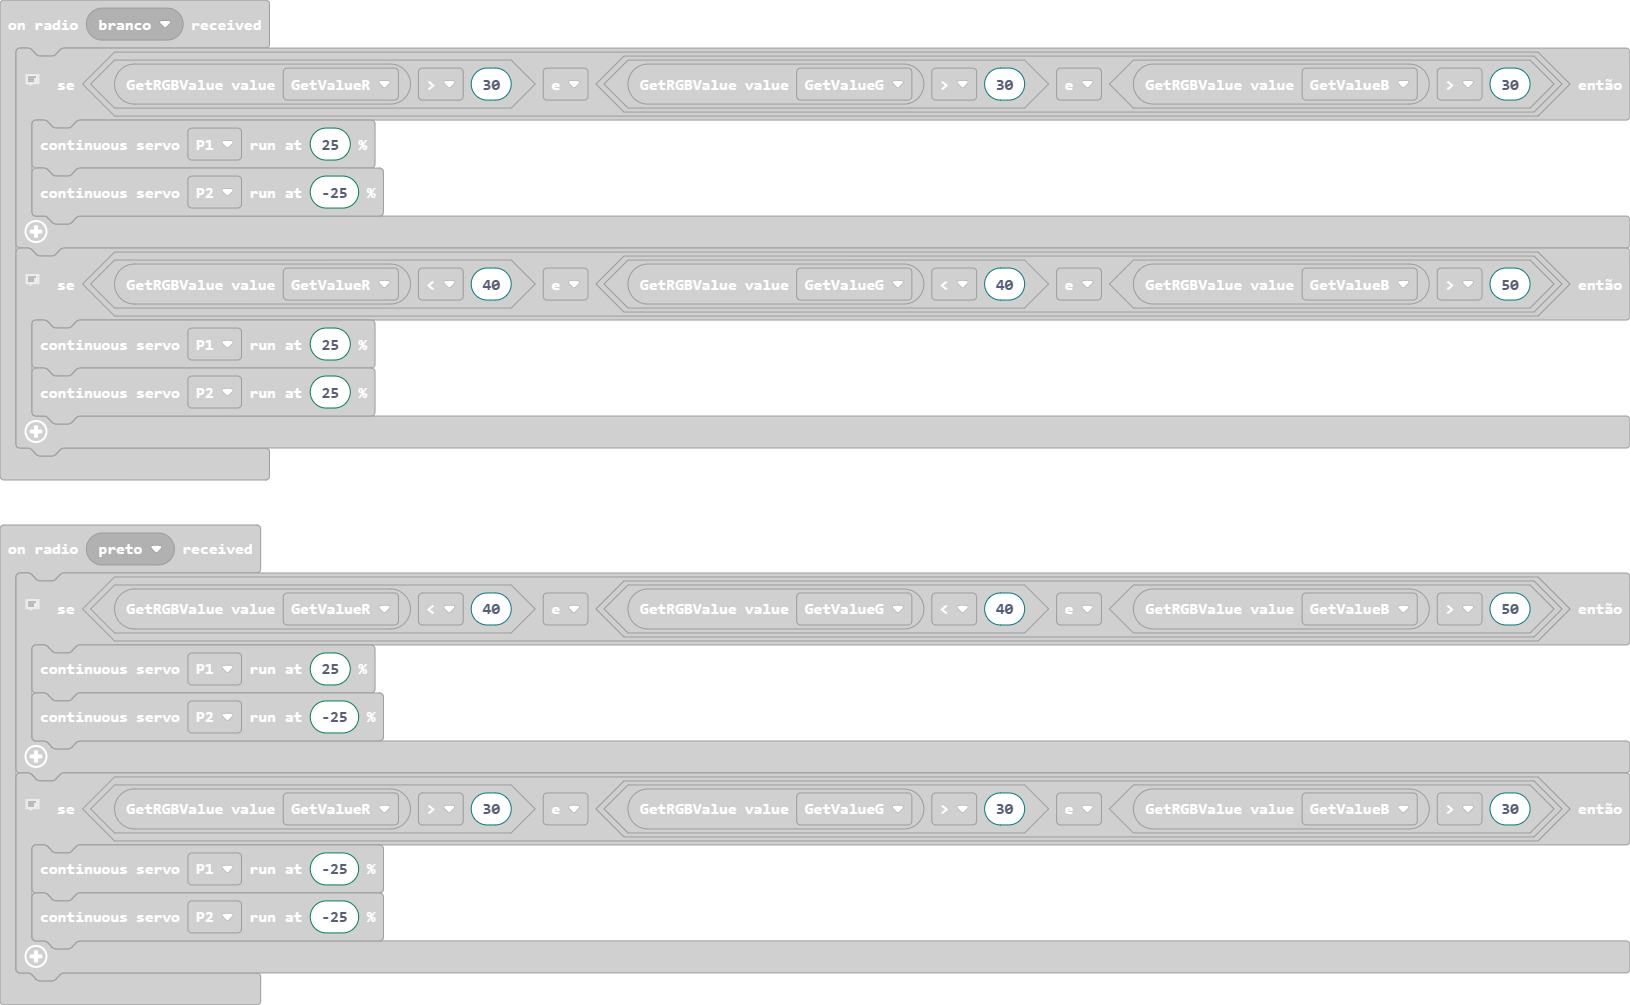 on radio branco received
se GetRGBValue value GetValueR > 30 e GetRGBValue value GetValueG > 30 e GetRGBValue value GetValueB > 30 então
continuous servo P1 run at 25 %
continuous servo P2 run at -25 %
se GetRGBValue value GetValueR < 40 e GetRGBValue value GetValueG < 40 e GetRGBValue value GetValueB > 50 então
continuous servo P1 run at 25 %
continuous servo P2 run at 25 %
on radio preto received
se GetRGBValue value GetValueR < 40 e GetRGBValue value GetValueG < 40 e GetRGBValue value GetValueB > 50 então
continuous servo P1 run at 25 %
continuous servo P2 run at -25 %
se GetRGBValue value GetValueR > 30 e GetRGBValue value GetValueG > 30 e GetRGBValue value GetValueB > 30 então
continuous servo P1 run at -25 %
continuous servo P2 run at -25 %